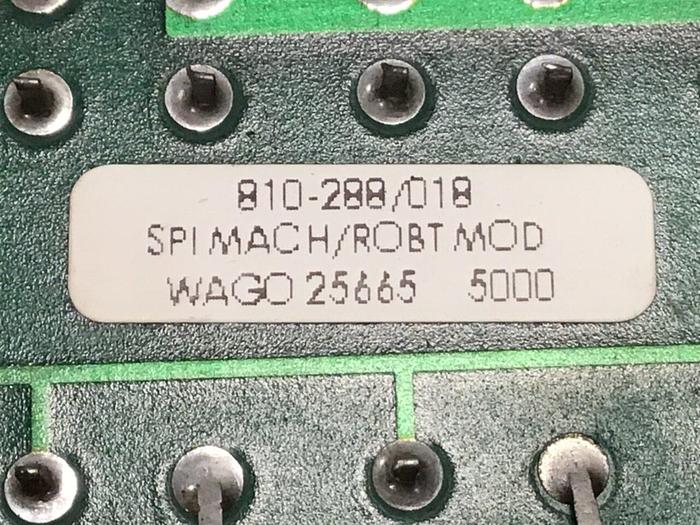 810-288/018
SPI MACH/ROBT MOD
WAGO 25665 5000